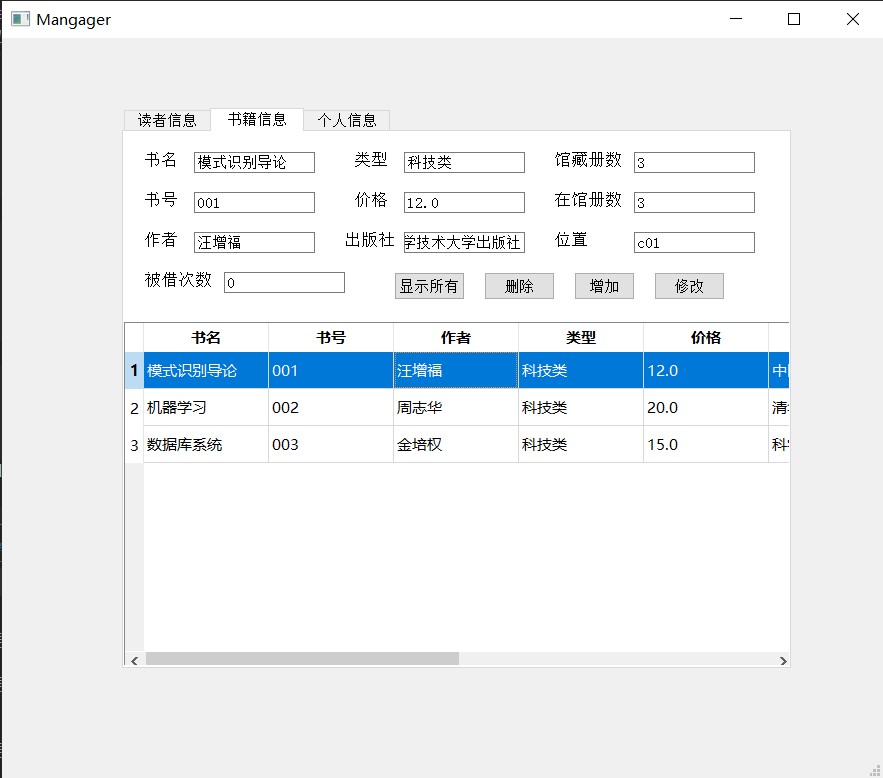 Mangager
读者信息 书籍信息 个人信息
书名 模式识别导论 类型 科技类 馆藏册数 3
书号 001 价格 12.0 在馆册数 3
作者 汪增福 出版社 学技术大学出版社 位置 c01
被借次数 0 显示所有 删除 增加 修改
书名 书号 作者 类型 价格
1 模式识别导论 001 汪增福 科技类 12.0 中
2 机器学习 002 周志华 科技类 20.0 清
3 数据库系统 003 金培权 科技类 15.0 科